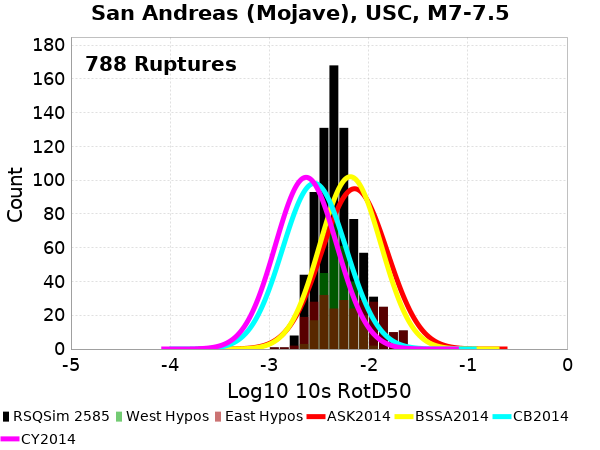 San Andreas (Mojave), USC, M7-7.5
788 Ruptures
Count
180
160
140
120
100
80
60
40
20
0
-5 -4 -3 -2 -1 0
Log10 10s RotD50
RSQSim 2585 West Hypos East Hypos ASK2014 BSSA2014 CB2014
CY2014